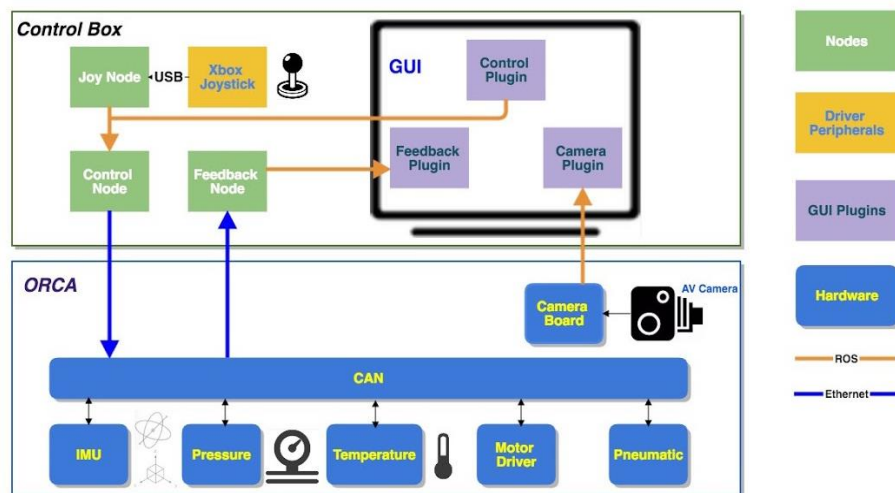 Control Box
Joy Node
USB
Xbox
Joystick
GUI
Control
Plugin
Control
Node
Feedback
Node
Feedback
Plugin
Camera
Plugin
ORCA
Camera
Board
AV Camera
CAN
IMU
Pressure
Temperature
Motor
Driver
Pneumatic
Nodes
Driver
Peripherals
GUI Plugins
Hardware
ROS
Ethernet